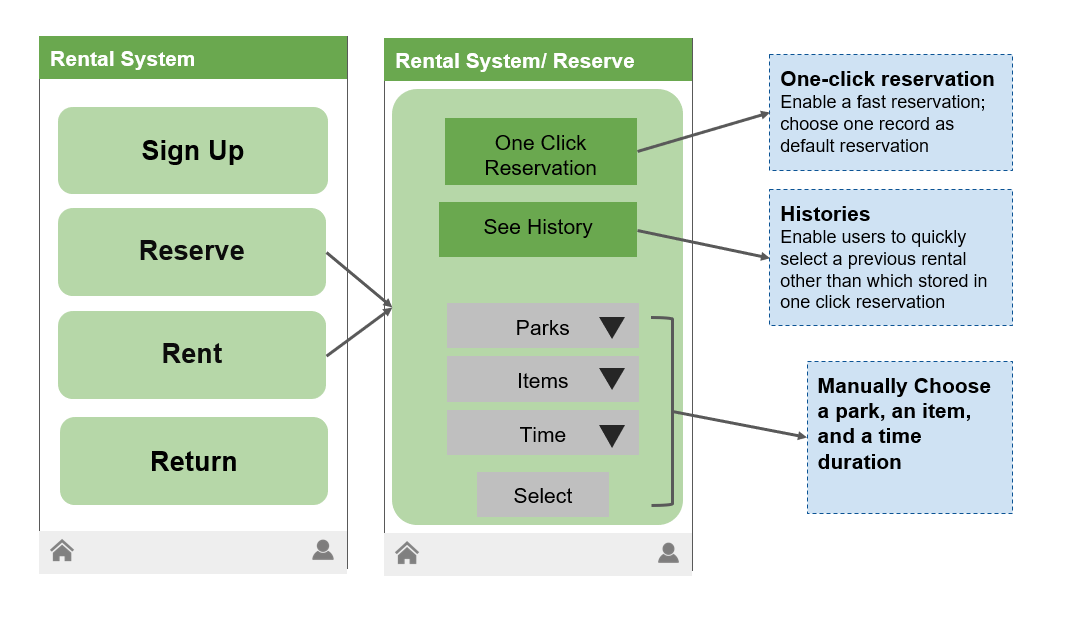 Rental System
Sign Up
Reserve
Rent
Return
Rental System/ Reserve
One Click
Reservation
See History
Parks
Items
Time
Select
One-click reservation
Enable a fast reservation;
choose one record as
default reservation
Histories
Enable users to quickly
select a previous rental
other than which stored in
one click reservation
Manually Choose
a park, an item,
and a time
duration